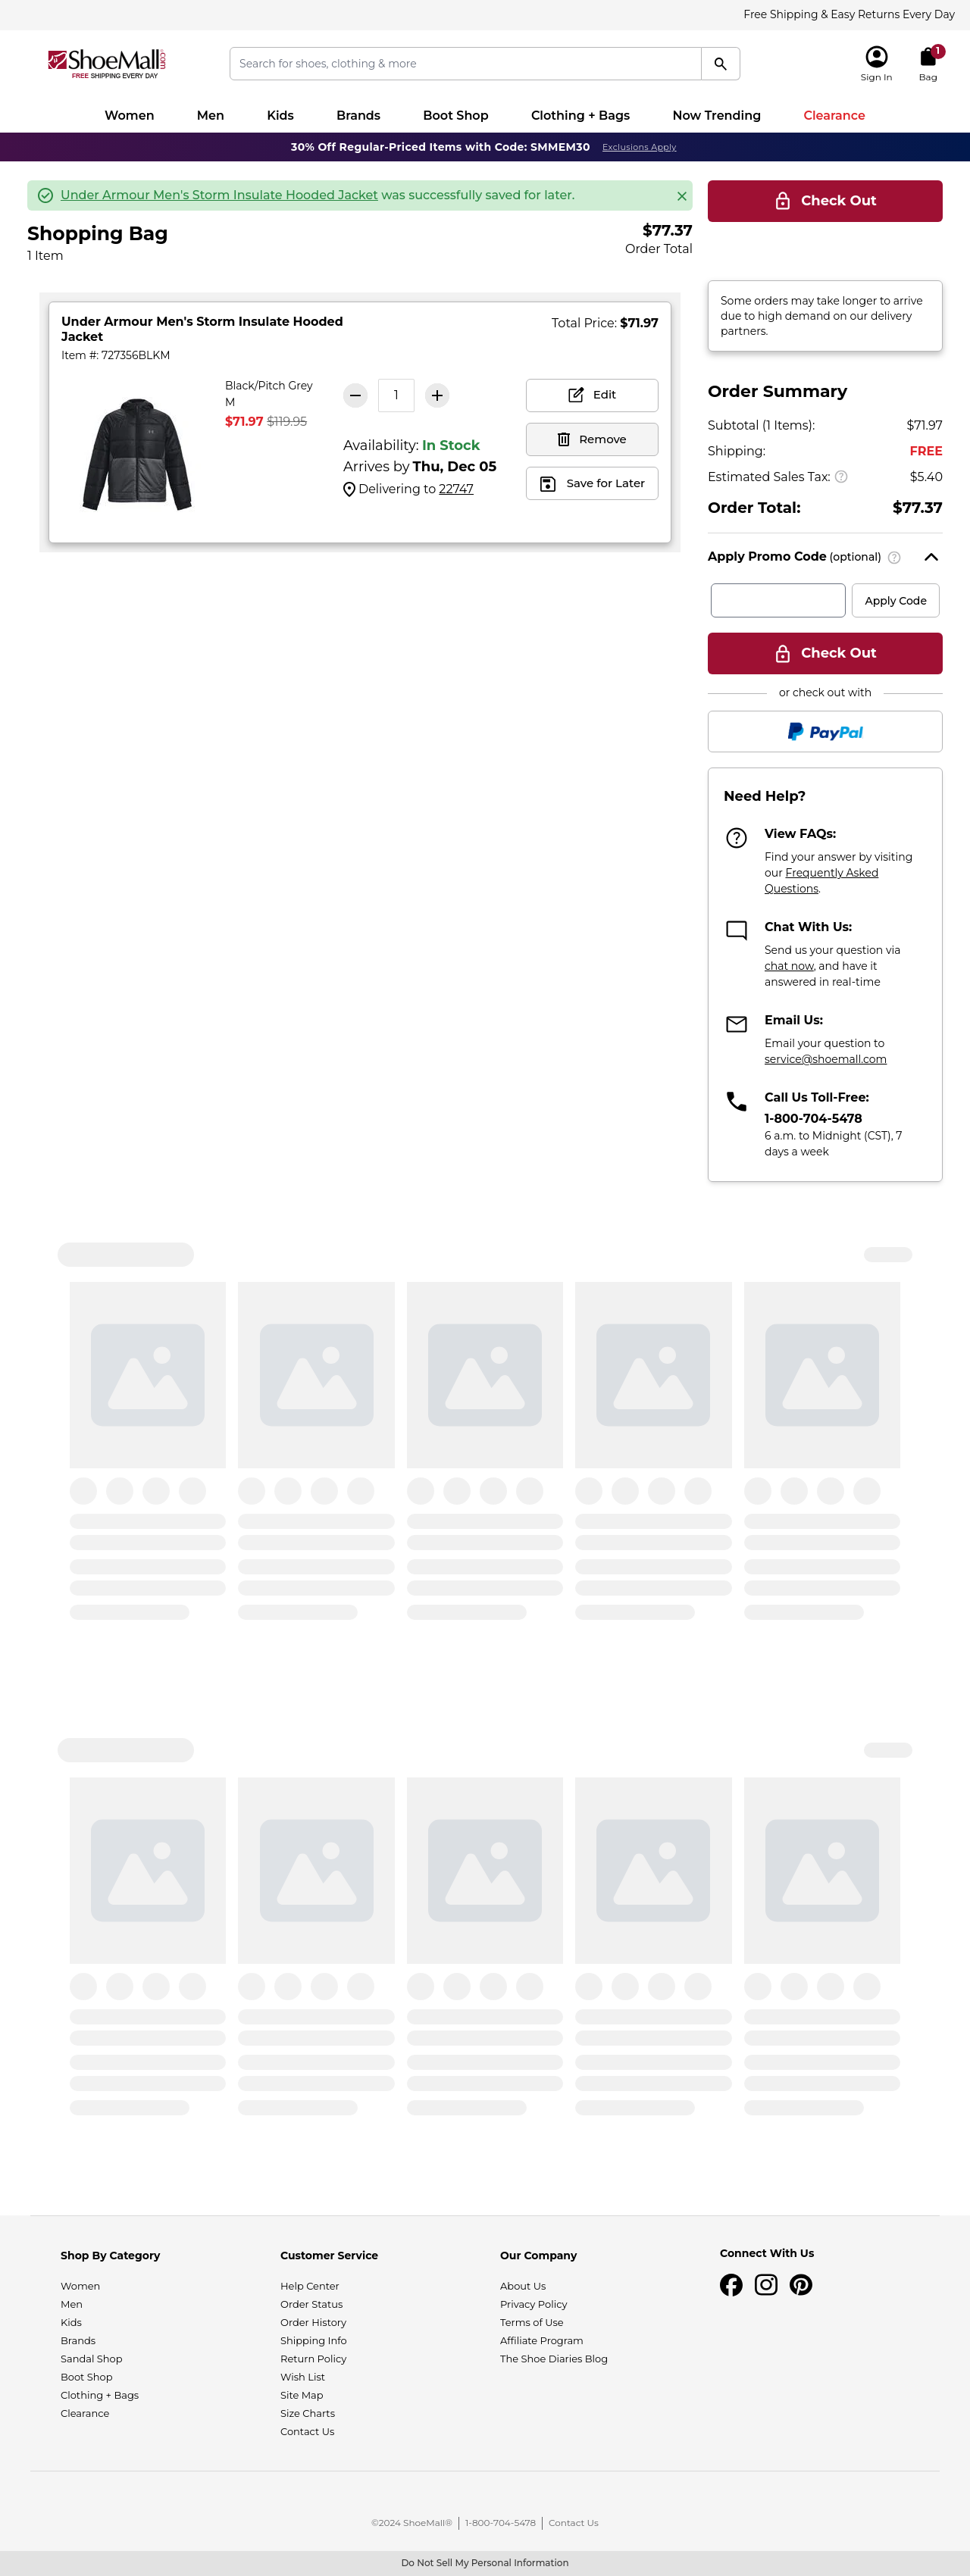 Free Shipping & Easy Returns Every Day
ShoeMall.com
FREE SHIPPING EVERY DAY
Search for shoes, clothing & more
Sign In
1
Bag
Women Men Kids Brands Boot Shop Clothing + Bags Now Trending Clearance
30% Off Regular-Priced Items with Code: SMMEM30 Exclusions Apply
Under Armour Men's Storm Insulate Hooded Jacket was successfully saved for later.
Check Out
Shopping Bag
1 Item
$77.37
Order Total
Some orders may take longer to arrive
due to high demand on our delivery
partners.
Under Armour Men's Storm Insulate Hooded
Jacket
Item #: 727356BLKM
Total Price: $71.97
Black/Pitch Grey
M
$71.97 $119.95
1
Availability: In Stock
Arrives by Thu, Dec 05
Delivering to 22747
Edit
Remove
Save for Later
Order Summary
Subtotal (1 Items): $71.97
Shipping: FREE
Estimated Sales Tax: ? $5.40
Order Total: $77.37
Apply Promo Code (optional) ?
Apply Code
Check Out
or check out with
PayPal
Need Help?
View FAQs:
Find your answer by visiting
our Frequently Asked
Questions.
Chat With Us:
Send us your question via
chat now, and have it
answered in real-time
Email Us:
Email your question to
service@shoemall.com
Call Us Toll-Free:
1-800-704-5478
6 a.m. to Midnight (CST), 7
days a week
Shop By Category
Women
Men
Kids
Brands
Sandal Shop
Boot Shop
Clothing + Bags
Clearance
Customer Service
Help Center
Order Status
Order History
Shipping Info
Return Policy
Wish List
Site Map
Size Charts
Contact Us
Our Company
About Us
Privacy Policy
Terms of Use
Affiliate Program
The Shoe Diaries Blog
Connect With Us
©2024 ShoeMall® 1-800-704-5478 Contact Us
Do Not Sell My Personal Information